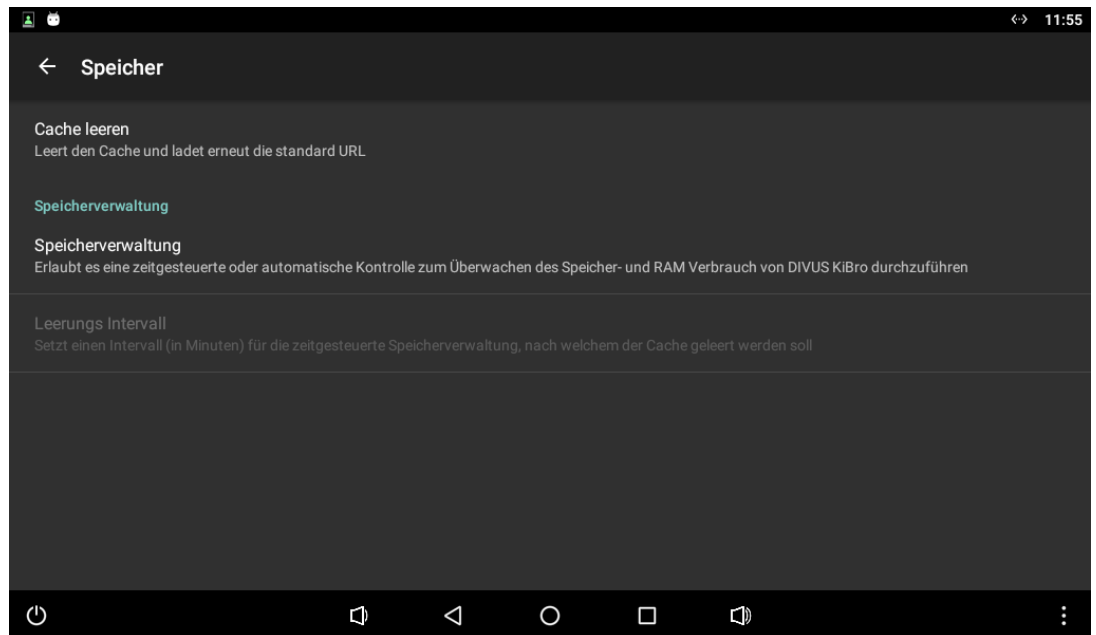 11:55
Speicher
Cache leeren
Leert den Cache und ladet erneut die standard URL
Speicherverwaltung
Speicherverwaltung
Erlaubt es eine zeitgesteuerte oder automatische Kontrolle zum Überwachen des Speicher- und RAM Verbrauch von DIVUS KiBro durchzuführen
Leerungs Intervall
Setzt einen Intervall (in Minuten) für die zeitgesteuerte Speicherverwaltung, nach welchem der Cache geleert werden soll